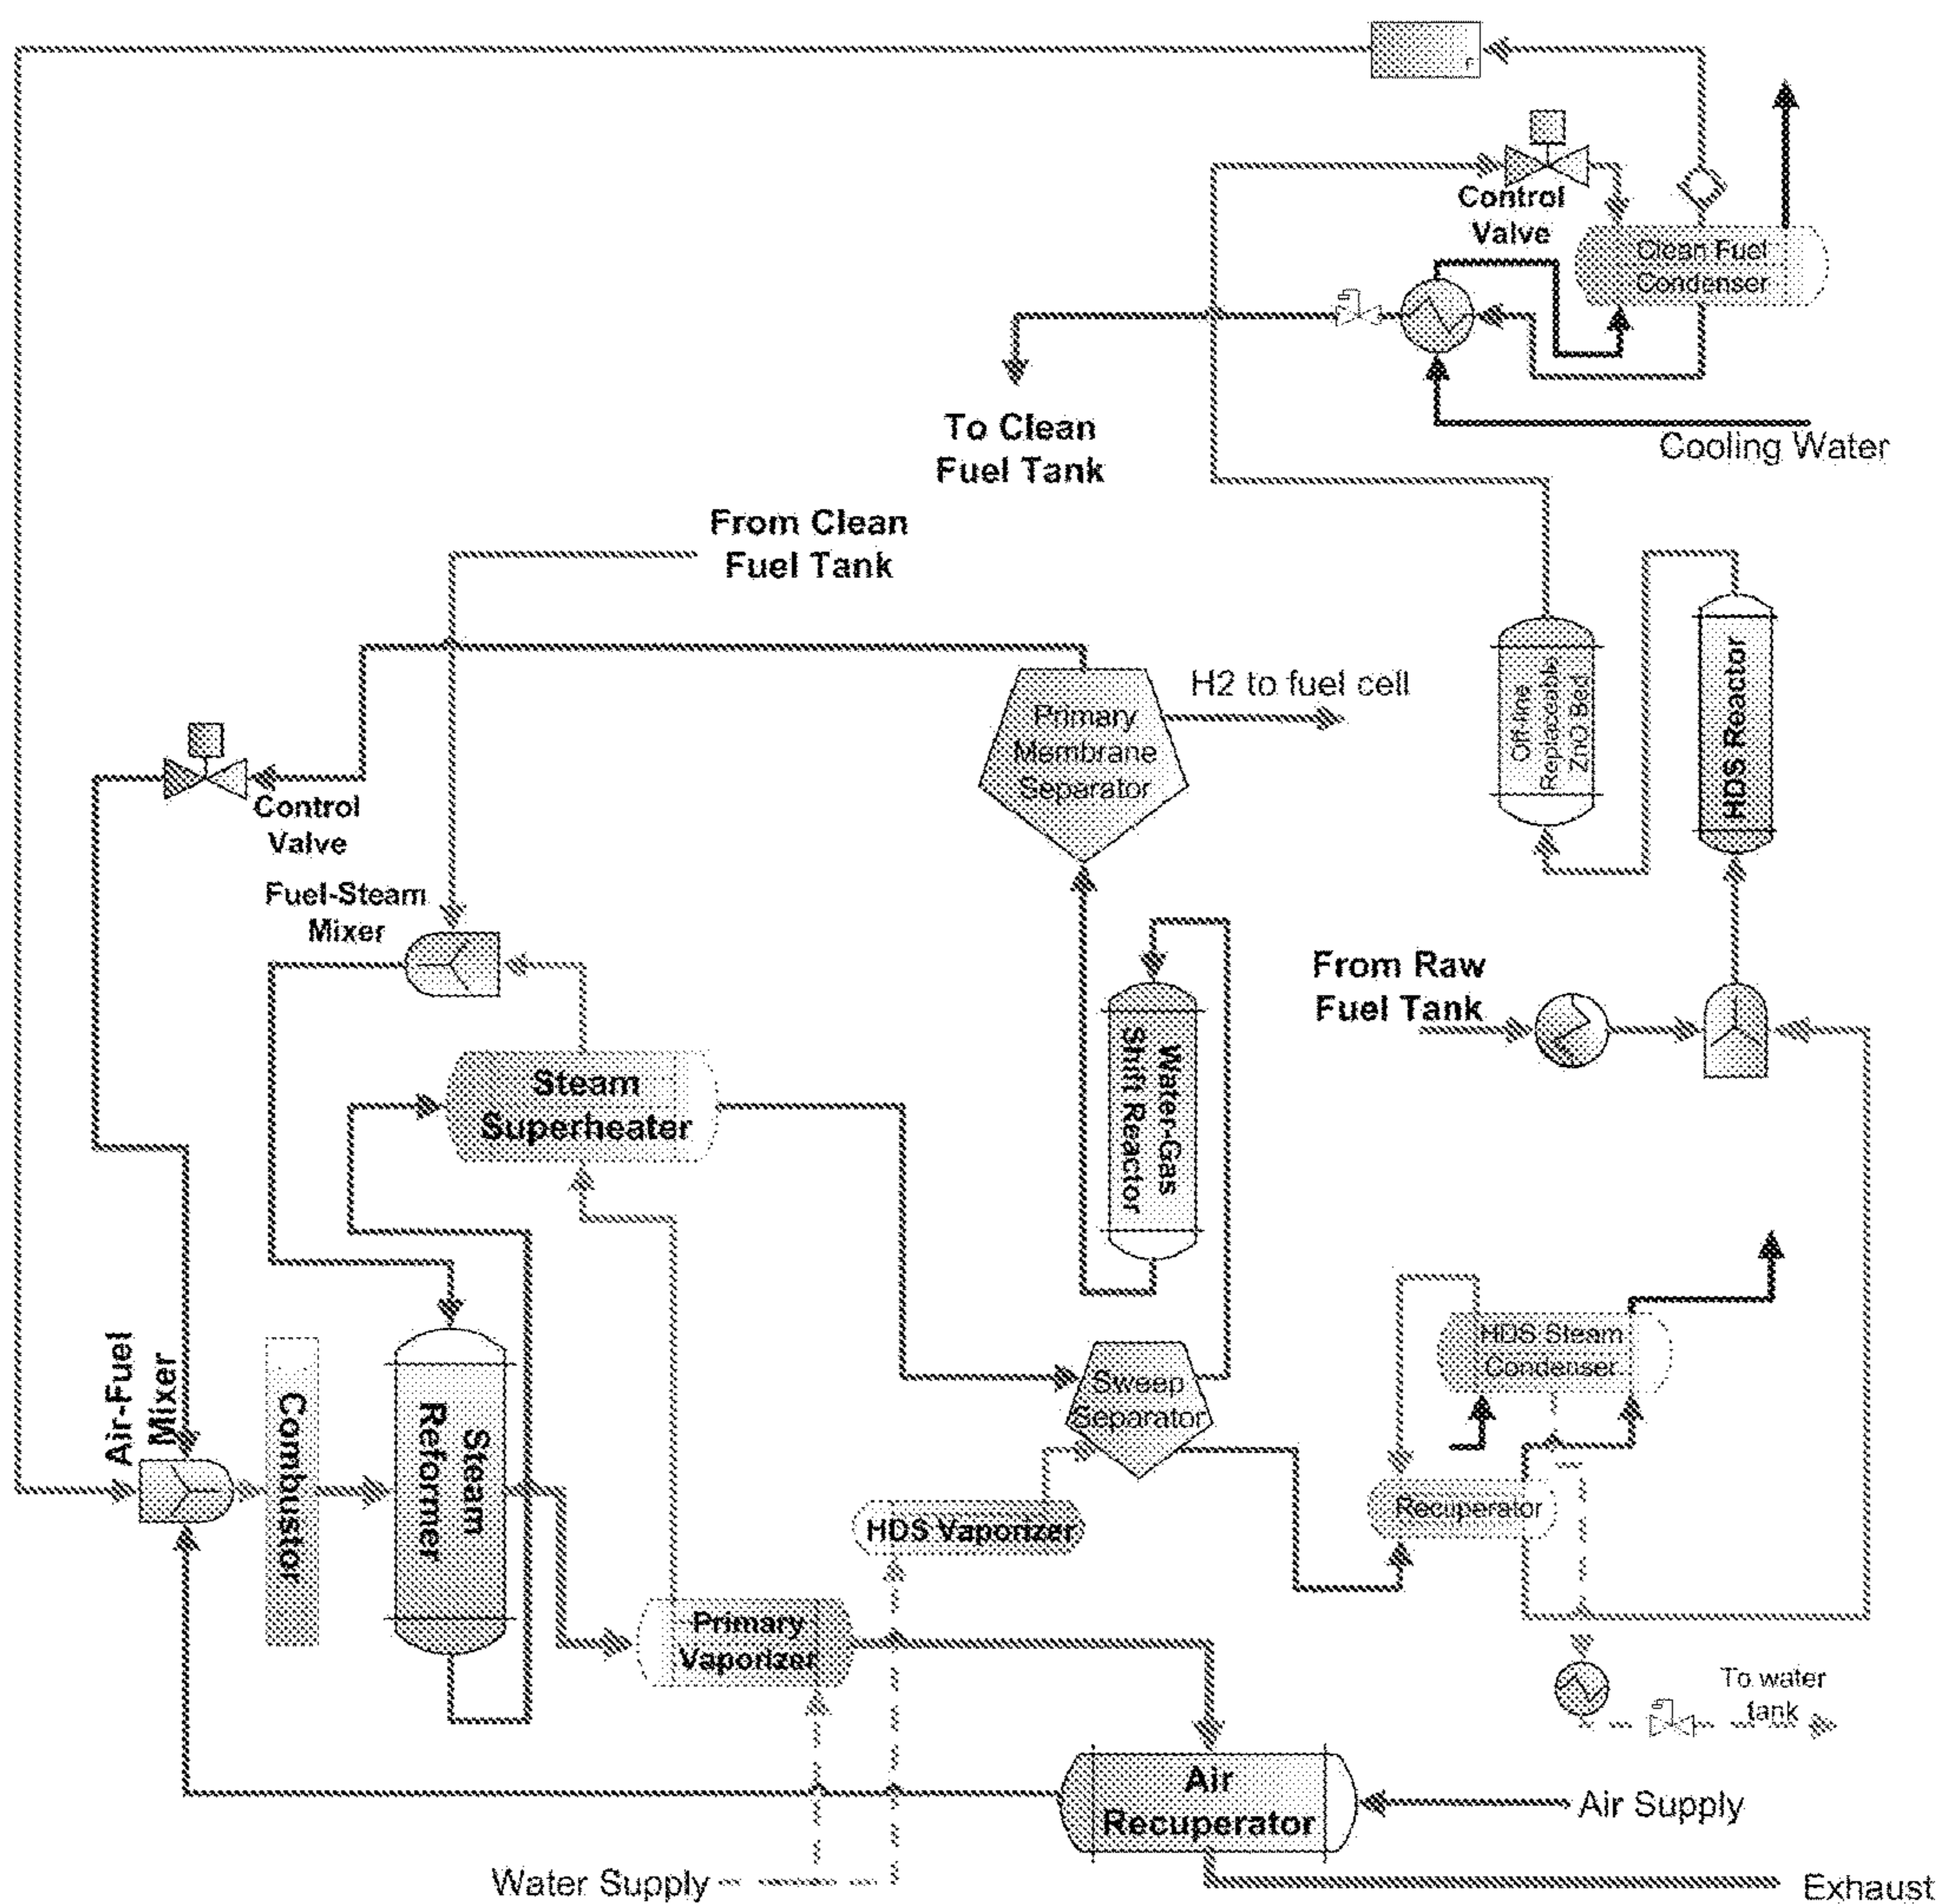 F
Control
Valve
Clean Fuel
Condenser
To Clean
Fuel Tank
Cooling Water
From Clean
Fuel Tank
H2 to fuel cell
Primary
Membrane
Separator
Off-line
Replaceable
ZnO Bed
HDS Reactor
Control
Valve
Fuel-Steam
Mixer
From Raw
Fuel Tank
Steam
Superheater
Water-Gas
Shift Reactor
Air-Fuel
Mixer
Combustor
Steam
Reformer
Sweep
Separator
HDS Steam
Condenser
Recuperator
HDS Vaporizer
Primary
Vaporizer
To water
tank
Air
Recuperator
Air Supply
Water Supply
Exhaust